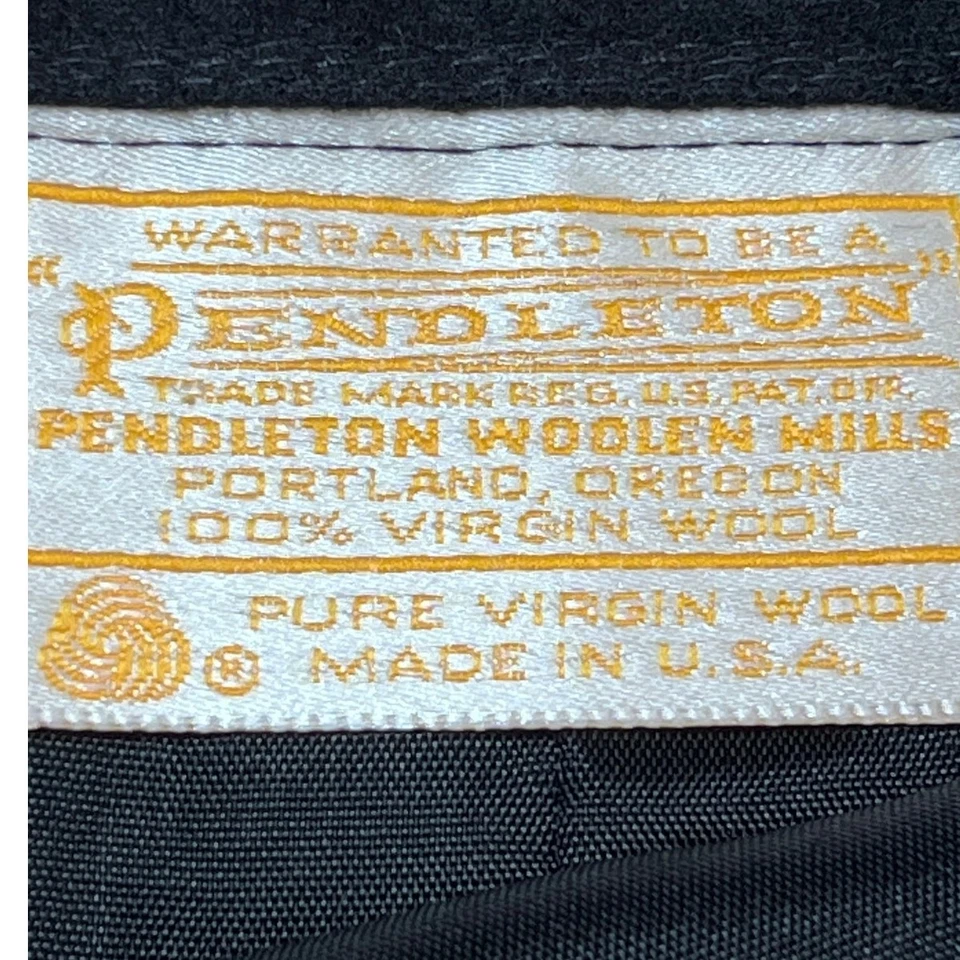 WARRANTED TO BE A
"PENDLETON"
TRADE MARK REG. U.S. PAT. OFF.
PENDLETON WOOLEN MILLS
PORTLAND, OREGON
100% VIRGIN WOOL
PURE VIRGIN WOOL
® MADE IN U.S.A.